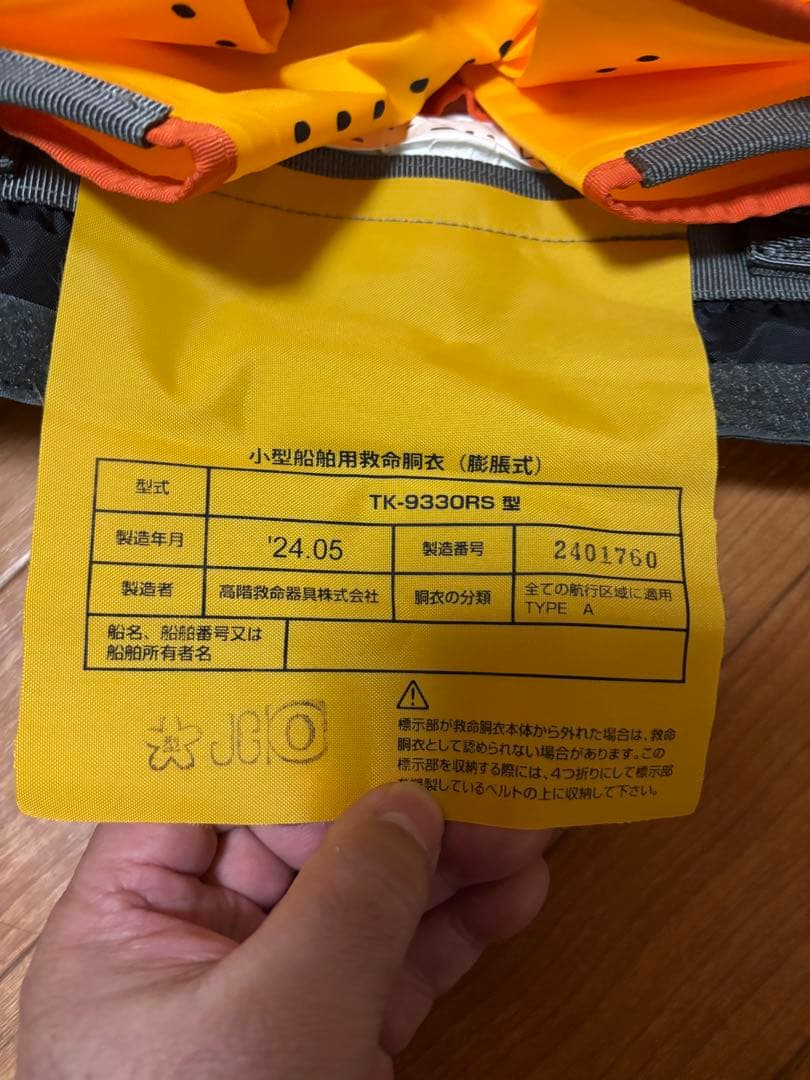 小型船舶用救命胴衣（膨脹式）
型式 TK-9330RS 型
製造年月 '24.05 製造番号 2401760
製造者 高階救命器具株式会社 胴衣の分類 全ての航行区域に適用
TYPE A
船名、船舶番号又は
船舶所有者名
標示部が救命胴衣本体から外れた場合は、救命
胴衣として認められない場合があります。この
標示部を収納する際には、4つ折りにして標示部
製しているベルトの上に収納して下さい。
型 JCI